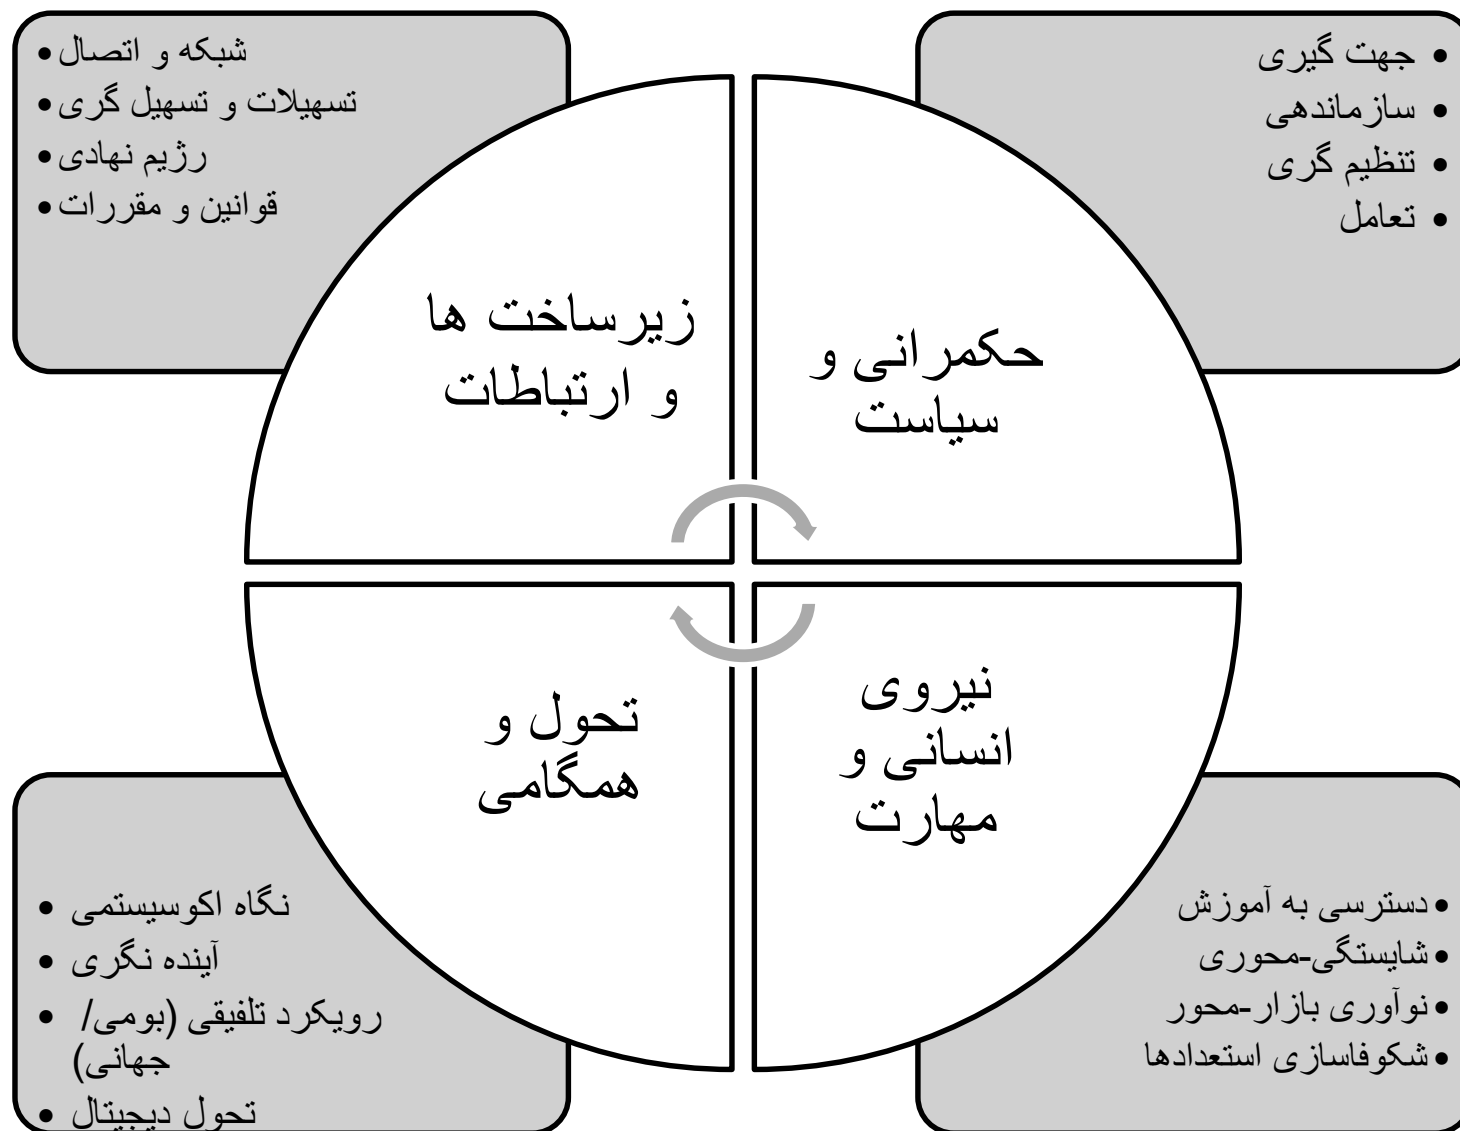 جهت گیری
سازماندهی
تنظیم گری
تعامل
شبکه و اتصال
تسهیلات و تسهیل گری
رژیم نهادی
قوانین و مقررات
حکمرانی و
سیاست
زیرساخت ها
و ارتباطات
نیروی
انسانی و
مهارت
تحول و
همگامی
دسترسی به آموزش
شایستگی-محوری
نوآوری بازار-محور
شکوفاسازی استعدادها
نگاه اکوسیستمی
آینده نگری
رویکرد تلفیقی (بومی/
جهانی)
تحول دیجیتال